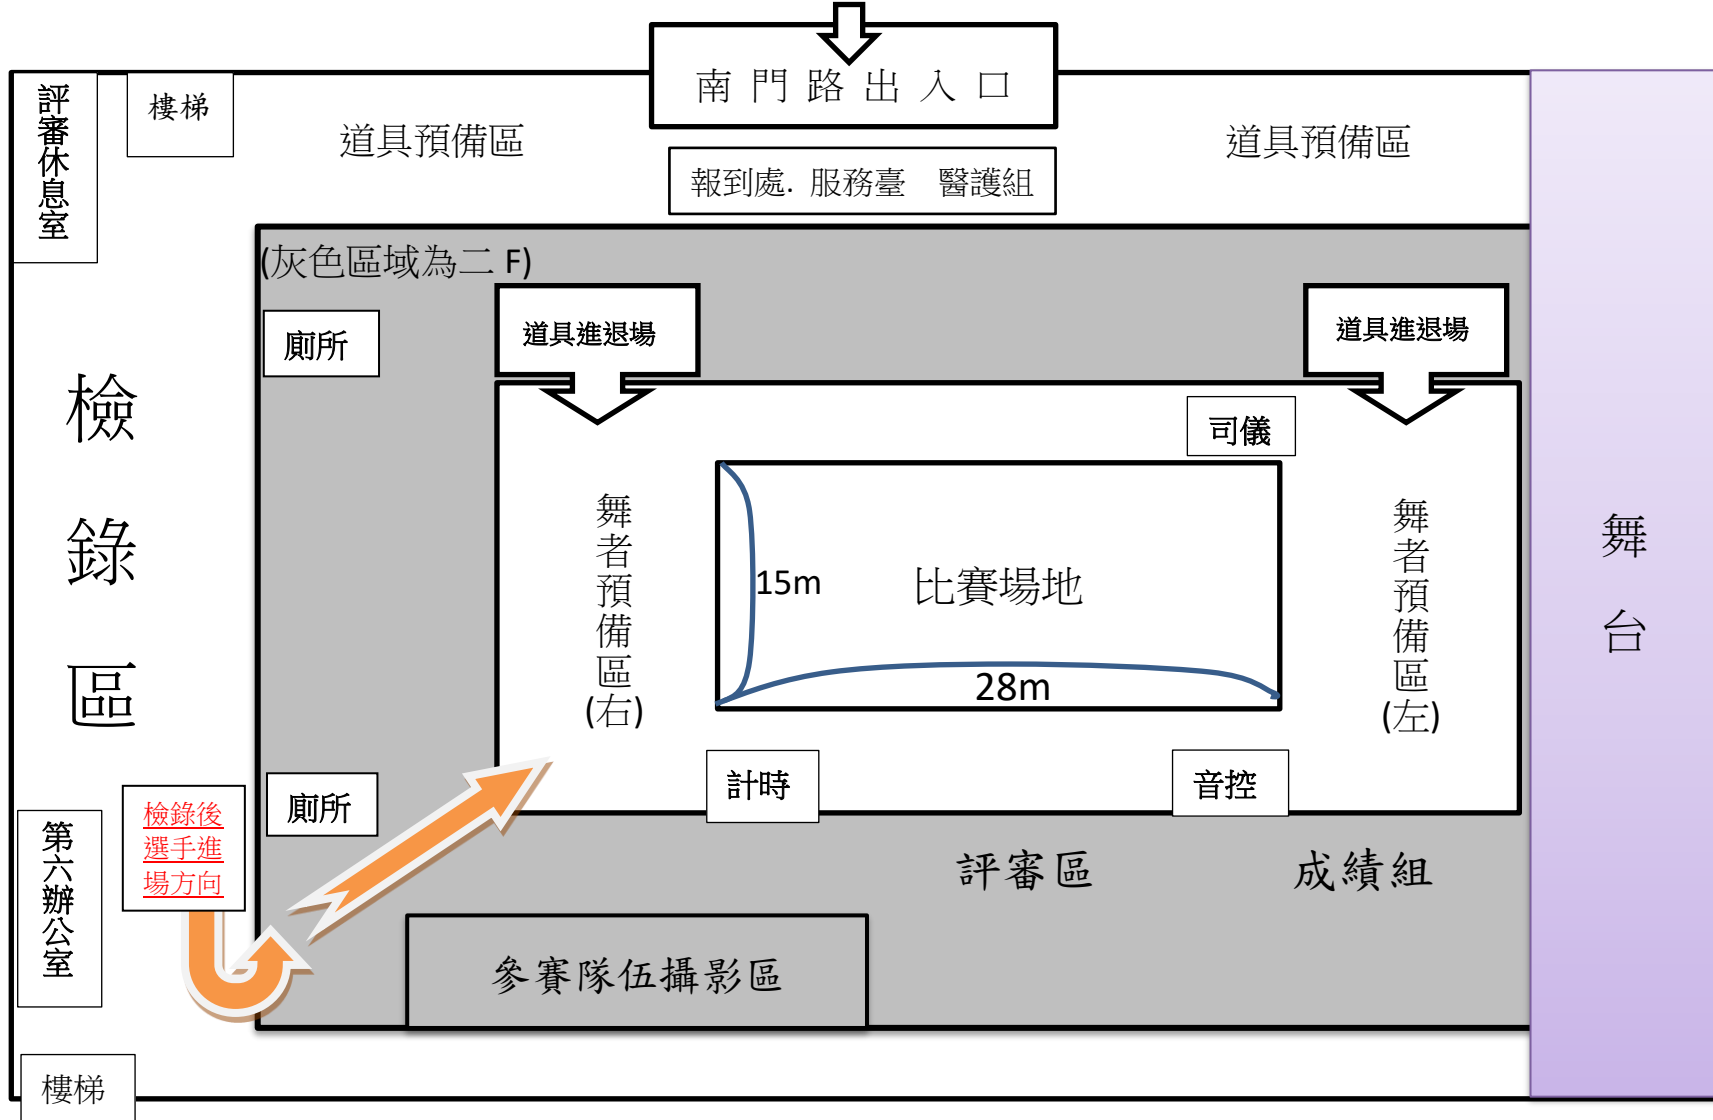 南門路出入口
評審休息室
樓梯
道具預備區
道具預備區
報到處. 服務臺　醫護組
(灰色區域為二 F)
廁所
道具進退場
道具進退場
檢錄區
司儀
舞者預備區(右)
15m
比賽場地
28m
舞者預備區(左)
舞台
檢錄後
選手進
場方向
廁所
計時
音控
第六辦公室
評審區
成績組
參賽隊伍攝影區
樓梯